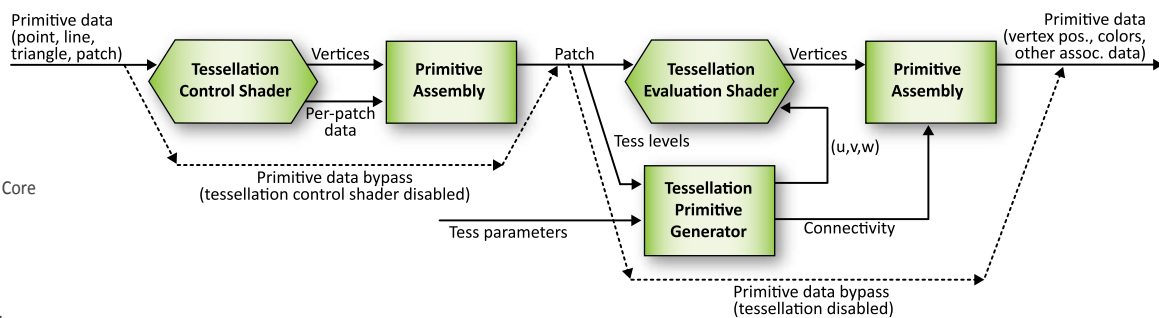 Primitive data
(point, line,
triangle, patch)
Tessellation
Control Shader
Vertices
Per-patch
data
Primitive
Assembly
Patch
Tessellation
Evaluation Shader
Vertices
Primitive
Assembly
Primitive data
(vertex pos., colors,
other assoc. data)
Tess levels
(u,v,w)
Primitive data bypass
(tessellation control shader disabled)
Core
Tessellation
Primitive
Generator
Tess parameters
Connectivity
Primitive data bypass
(tessellation disabled)